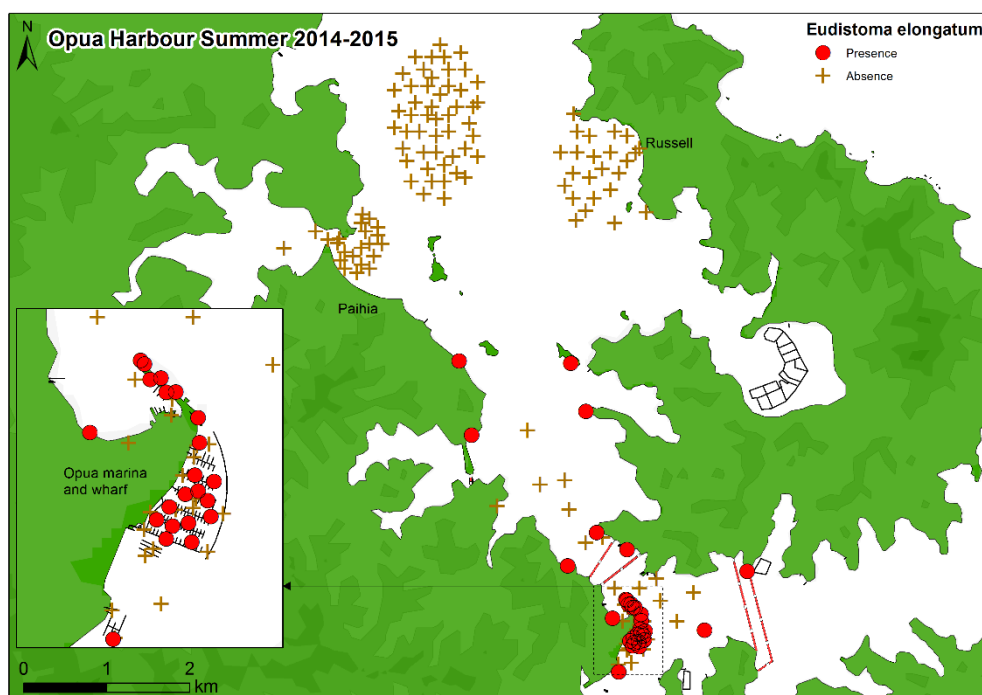 N
Opua Harbour Summer 2014-2015
Eudistoma elongatum
Presence
Absence
Russell
Paihia
Opua marina
and wharf
0 1 2
km